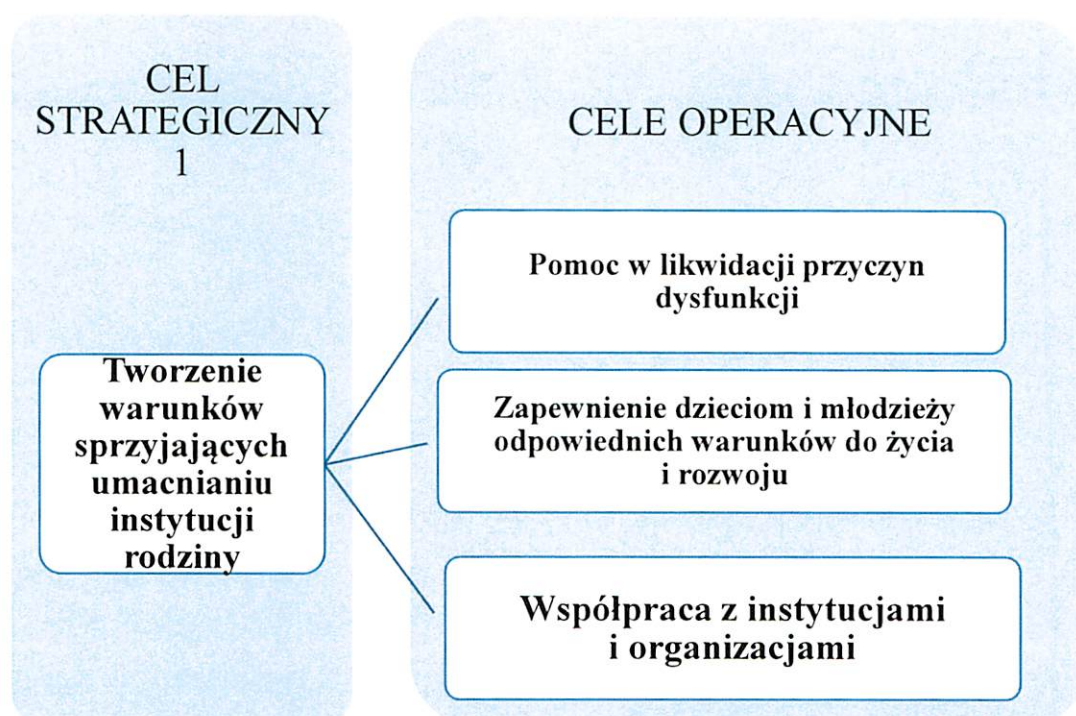 CEL
STRATEGICZNY
1
Tworzenie
warunków
sprzyjających
umacnianiu
instytucji
rodziny
CELE OPERACYJNE
Pomoc w likwidacji przyczyn
dysfunkcji
Zapewnienie dzieciom i młodzieży
odpowiednich warunków do życia
i rozwoju
Współpraca z instytucjami
i organizacjami